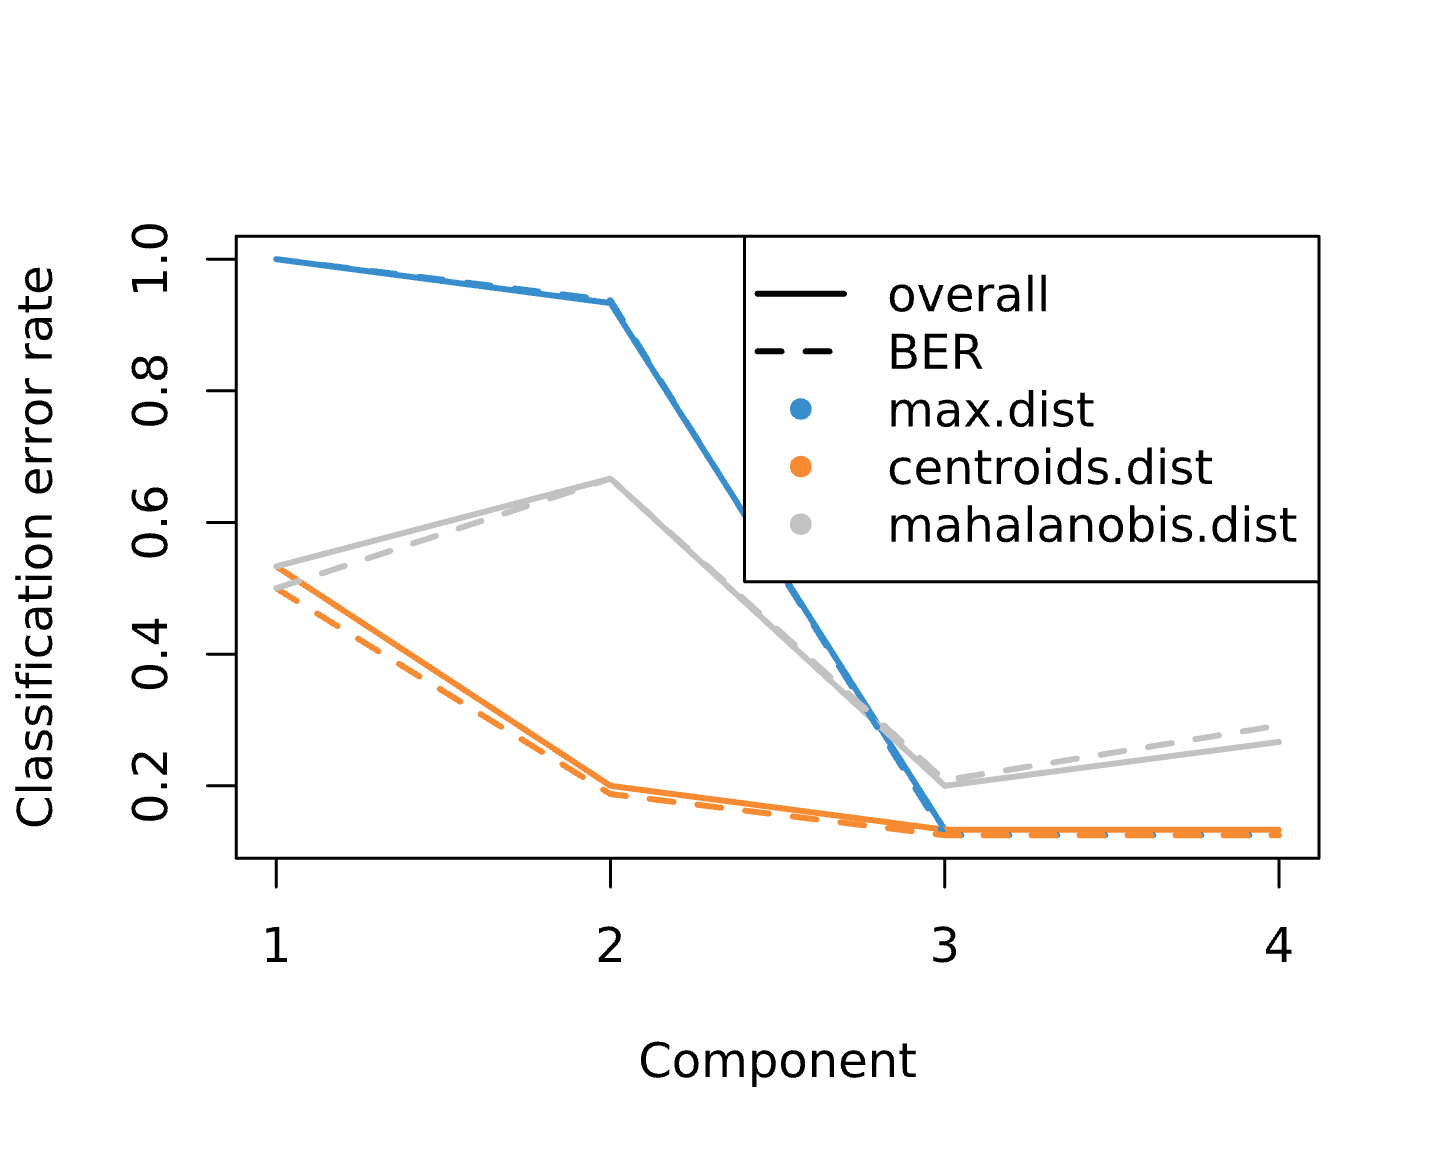 Classification error rate
1.0
0.8
0.6
0.4
0.2
overall
BER
max.dist
centroids.dist
mahalanobis.dist
1 2 3 4
Component